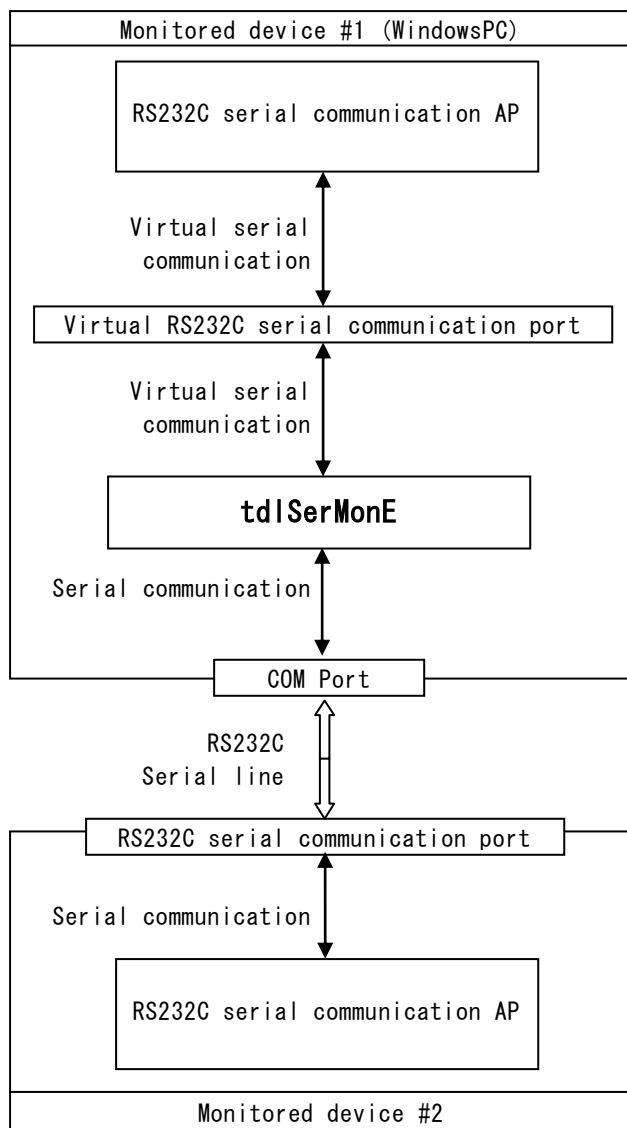 Monitored device #1 (WindowsPC)
RS232C serial communication AP
Virtual serial
communication
Virtual RS232C serial communication port
Virtual serial
communication
tdlSerMonE
Serial communication
COM Port
RS232C
Serial line
RS232C serial communication port
Serial communication
RS232C serial communication AP
Monitored device #2